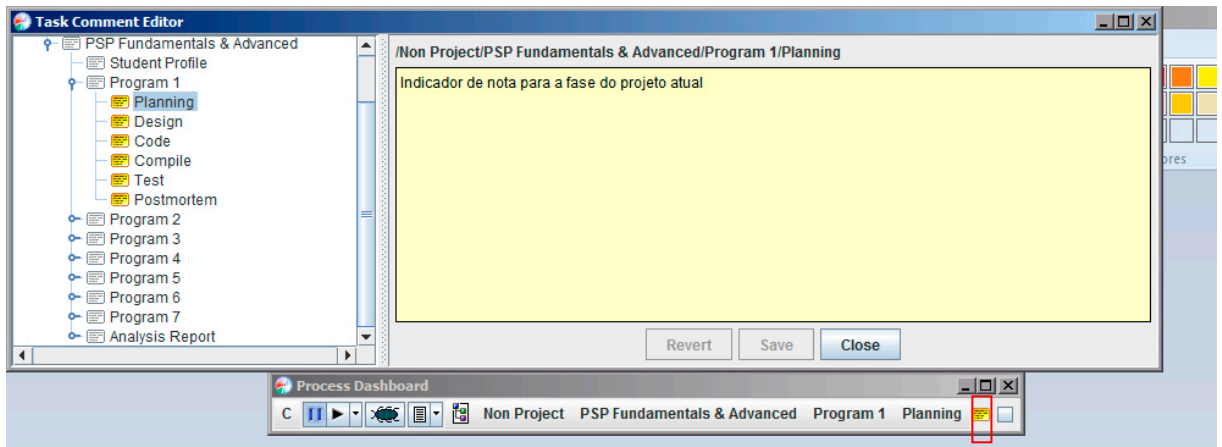 Task Comment Editor
PSP Fundamentals & Advanced
Student Profile
Program 1
Planning
Design
Code
Compile
Test
Postmortem
Program 2
Program 3
Program 4
Program 5
Program 6
Program 7
Analysis Report
/Non Project/PSP Fundamentals & Advanced/Program 1/Planning
Indicador de nota para a fase do projeto atual
Revert Save Close
ores
Process Dashboard
C Non Project PSP Fundamentals & Advanced Program 1 Planning